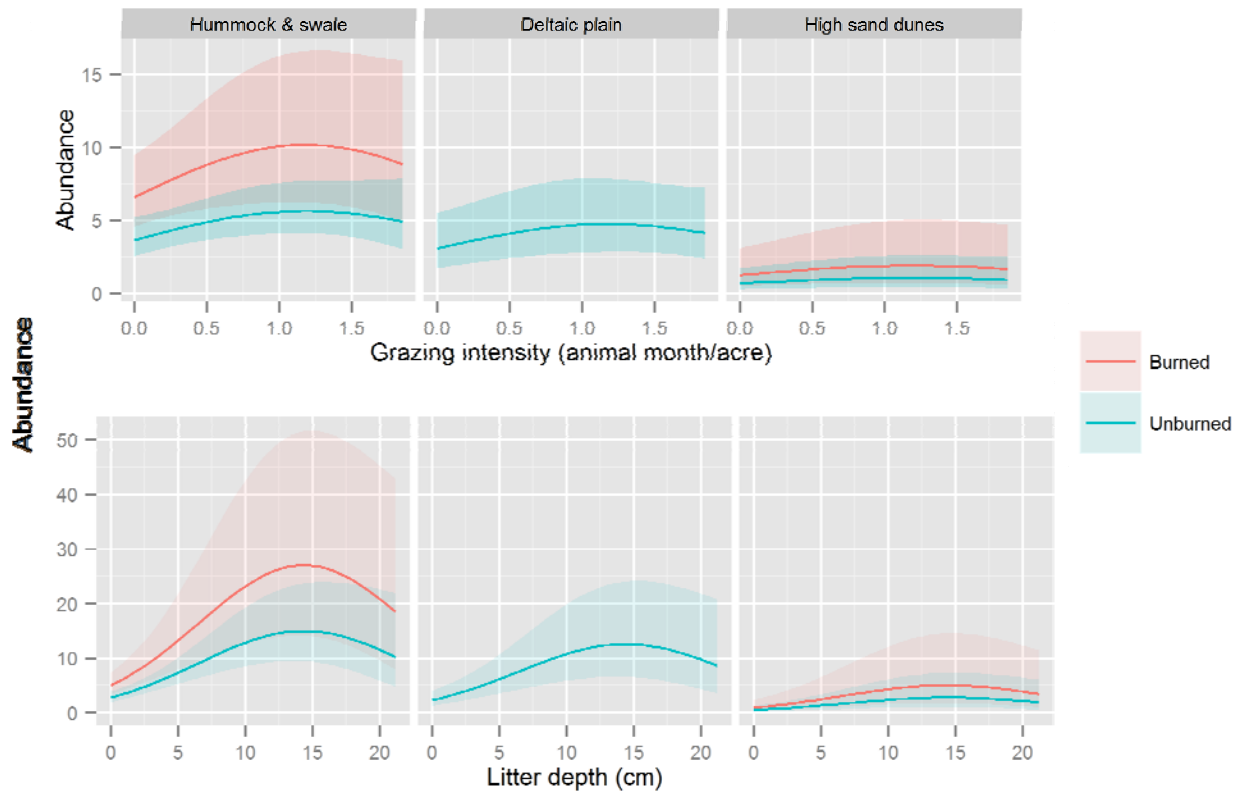 Hummock & swale Deltaic plain High sand dunes
15
10
5
0
Abundance
0.0 0.5 1.0 1.5 0.0 0.5 1.0 1.5 0.0 0.5 1.0 1.5
Grazing intensity (animal month/acre)
Abundance
Burned
Unburned
50
40
30
20
10
0
0 5 10 15 20 0 5 10 15 20 0 5 10 15 20
Litter depth (cm)